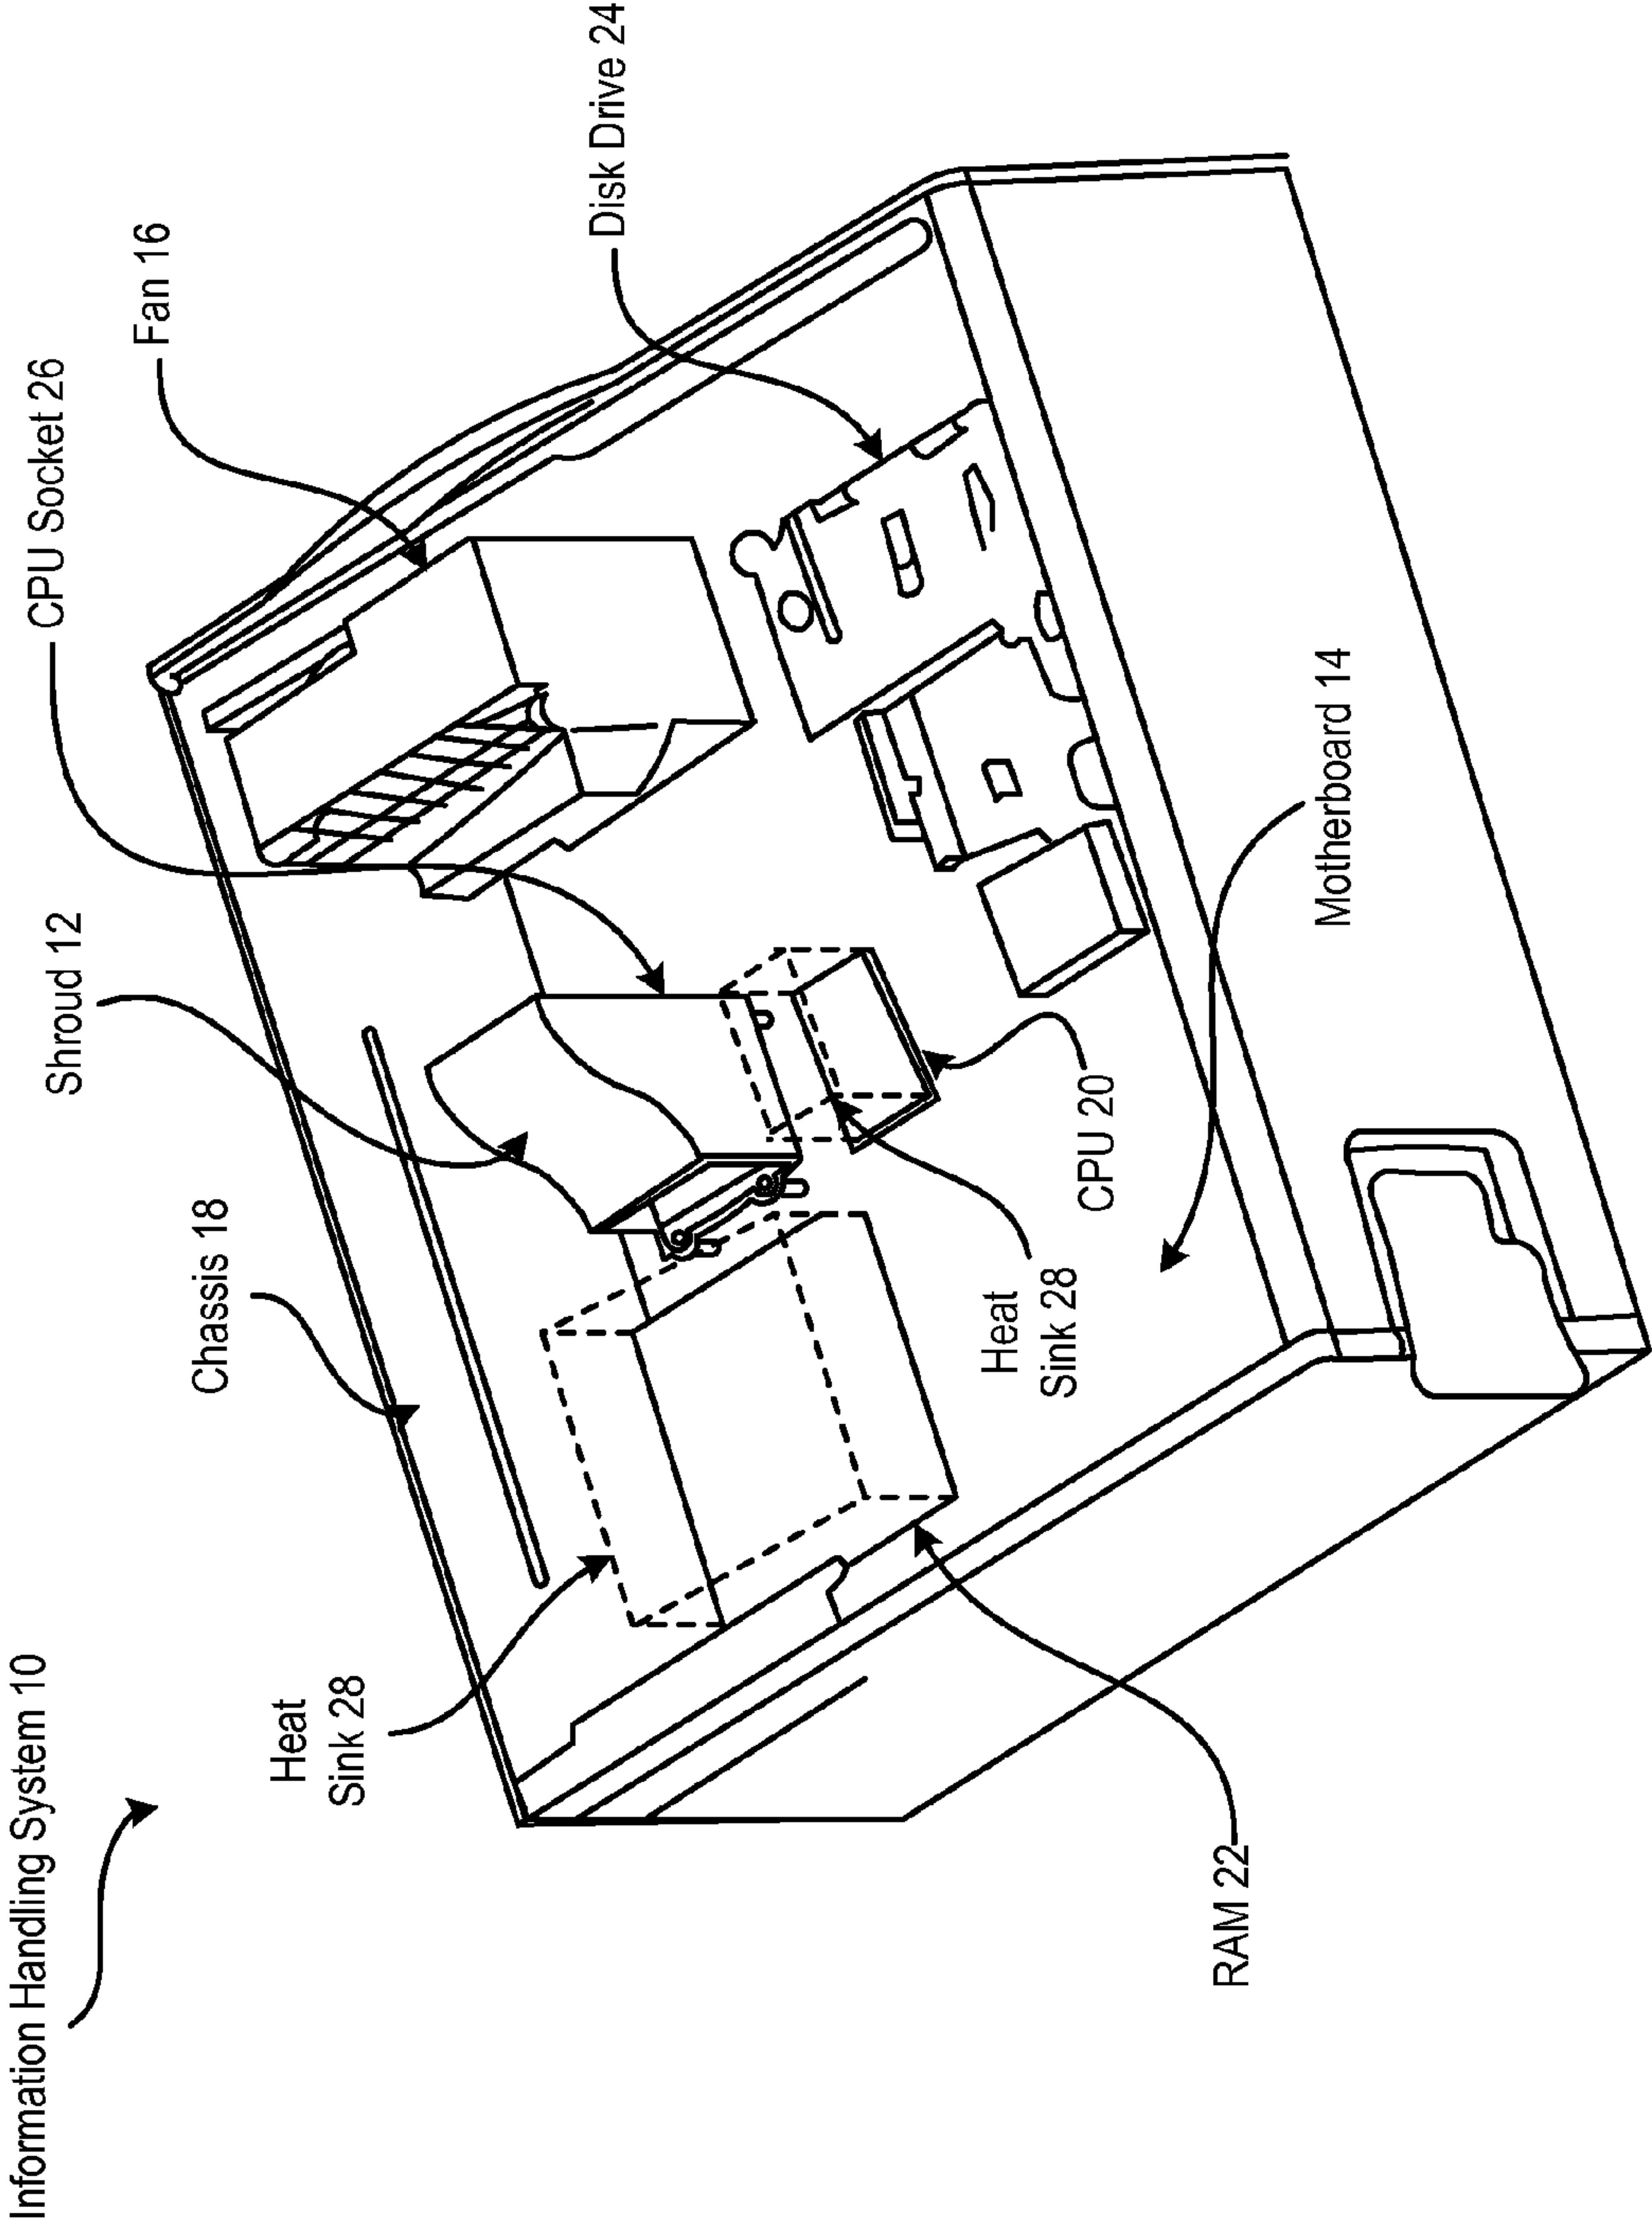 Information Handling System 10
Heat
Sink 28
Chassis 18
Shroud 12
CPU Socket 26
Fan 16
Disk Drive 24
RAM 22
Heat
Sink 28
CPU 20
Motherboard 14